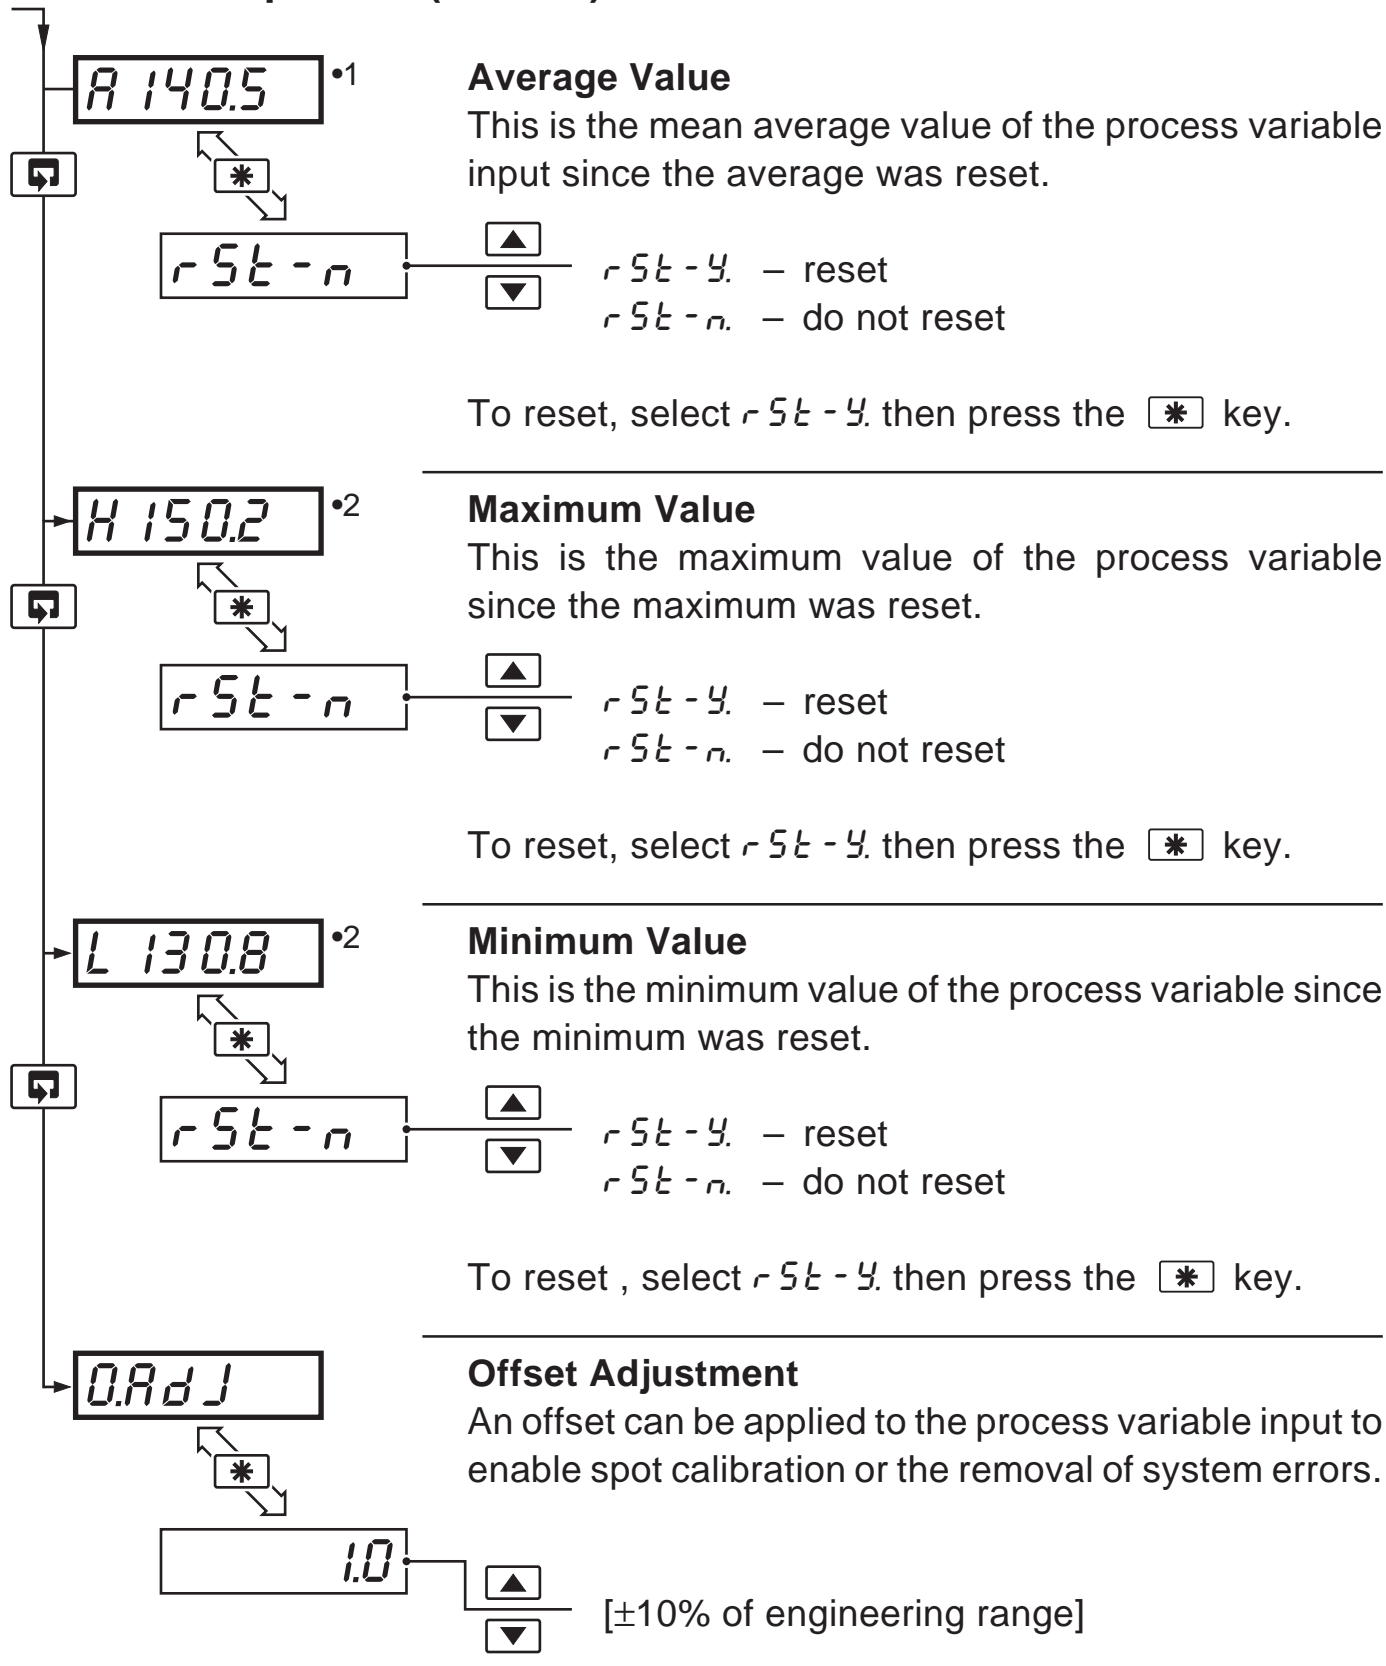 A 140.5 •1
Average Value
This is the mean average value of the process variable
input since the average was reset.
rSt-n
rSt-Y. – reset
rSt-n. – do not reset
To reset, select rSt-Y. then press the ✱ key.
H 150.2 •2
Maximum Value
This is the maximum value of the process variable
since the maximum was reset.
rSt-n
rSt-Y. – reset
rSt-n. – do not reset
To reset, select rSt-Y. then press the ✱ key.
L 130.8 •2
Minimum Value
This is the minimum value of the process variable since
the minimum was reset.
rSt-n
rSt-Y. – reset
rSt-n. – do not reset
To reset , select rSt-Y. then press the ✱ key.
0.AdJ
Offset Adjustment
An offset can be applied to the process variable input to
enable spot calibration or the removal of system errors.
1.0
[±10% of engineering range]